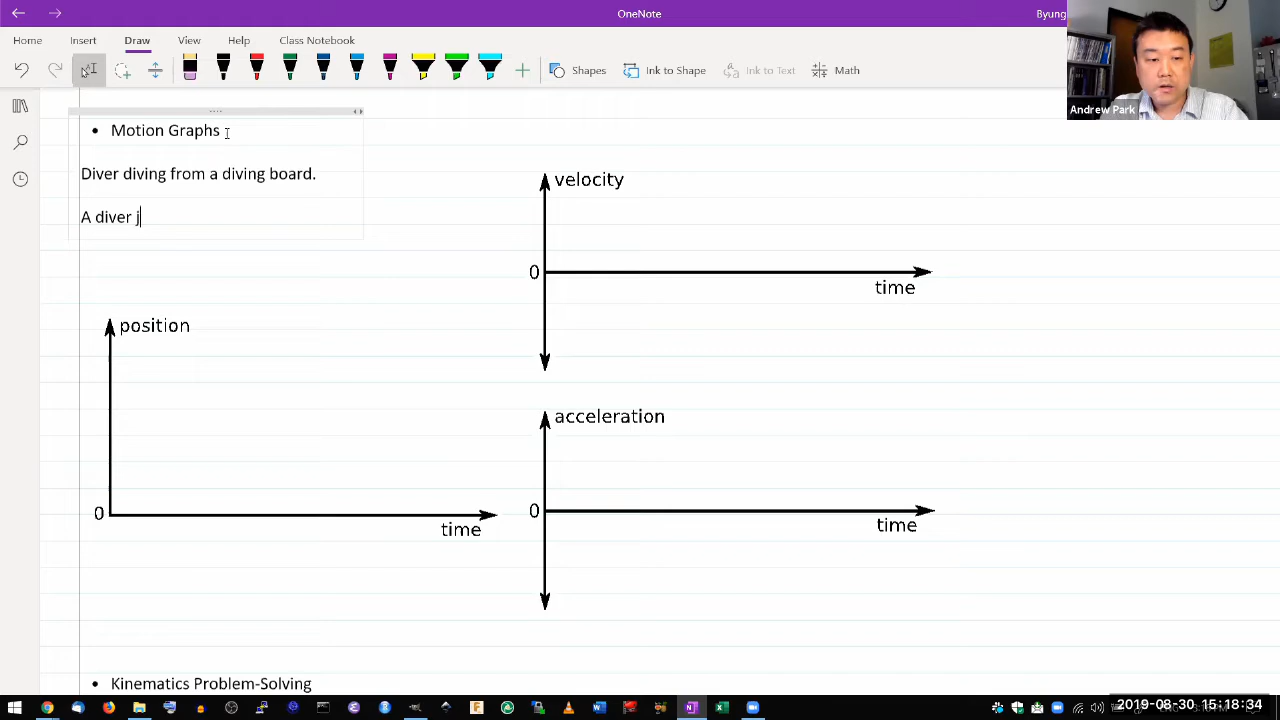 OneNote
Byung
Home
Insert
Draw
View
Help
Class Notebook
Shapes
Ink to Shape
Ink to Text
Math
Andrew Park
• Motion Graphs
Diver diving from a diving board.
A diver j
velocity
0
time
position
0
time
acceleration
0
time
• Kinematics Problem-Solving
2019-08-30 15:18:34